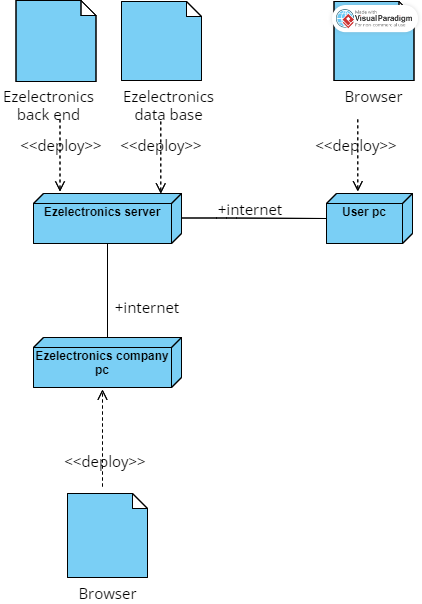 Made with
Visual Paradigm
For non-commercial use
Ezelectronics
back end
Ezelectronics
data base
Browser
<<deploy>>
<<deploy>>
<<deploy>>
Ezelectronics server
+internet
User pc
+internet
Ezelectronics company
pc
<<deploy>>
Browser